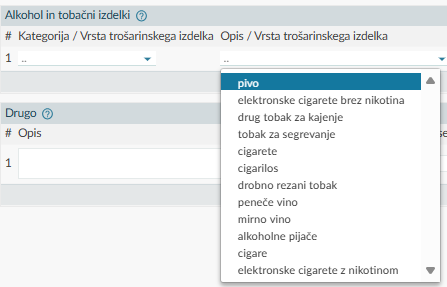 Alkohol in tobačni izdelki ?
# Kategorija / Vrsta trošarinskega izdelka Opis / Vrsta trošarinskega izdelka
1 .. ..
pivo
elektronske cigarete brez nikotina
Drugo ?
drug tobak za kajenje
# Opis
tobak za segrevanje
cigarete
1
cigarilos
drobno rezani tobak
peneče vino
mirno vino
alkoholne pijače
cigare
elektronske cigarete z nikotinom